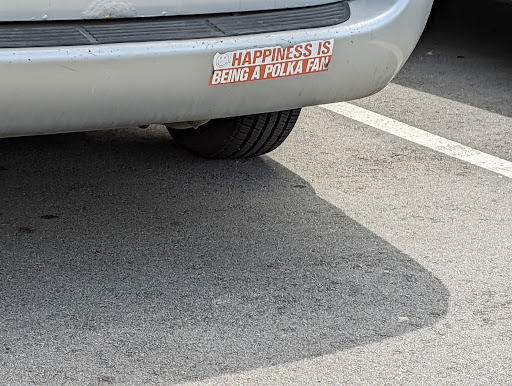 HAPPINESS IS
BEING A POLKA FAN